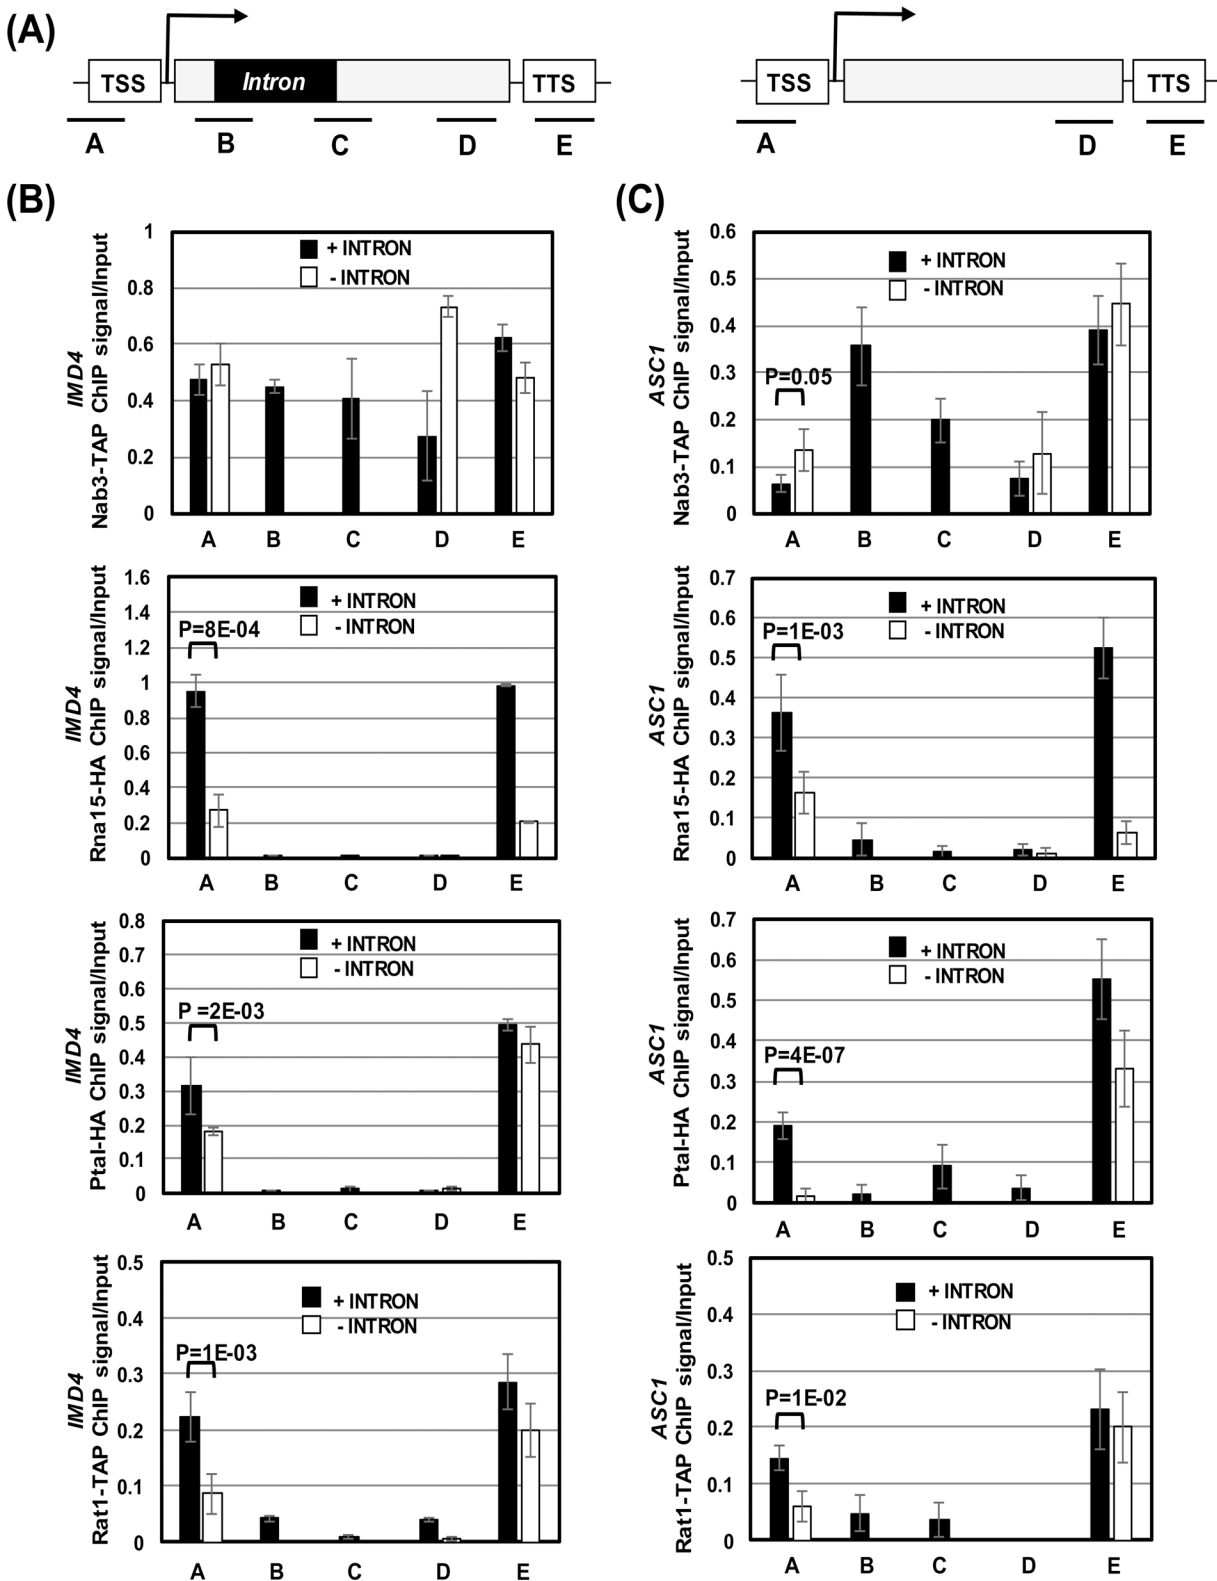 (A)
TSS Intron TTS
A B C D E
TSS TTS
A D E
(B)
IMD4
Nab3-TAP ChIP signal/Input
1
0.8
0.6
0.4
0.2
0
+ INTRON
- INTRON
A B C D E
IMD4
Rna15-HA ChIP signal/Input
1.6
1.4
1.2
1
0.8
0.6
0.4
0.2
0
+ INTRON
- INTRON
P=8E-04
A B C D E
IMD4
PtaI-HA ChIP signal/Input
0.8
0.7
0.6
0.5
0.4
0.3
0.2
0.1
0
+ INTRON
- INTRON
P =2E-03
A B C D E
IMD4
Rat1-TAP ChIP signal/Input
0.5
0.4
0.3
0.2
0.1
0
+ INTRON
- INTRON
P=1E-03
A B C D E
(C)
ASC1
Nab3-TAP ChIP signal/Input
0.6
0.5
0.4
0.3
0.2
0.1
0
+ INTRON
- INTRON
P=0.05
A B C D E
ASC1
Rna15-HA ChIP signal/Input
0.7
0.6
0.5
0.4
0.3
0.2
0.1
0
+ INTRON
- INTRON
P=1E-03
A B C D E
ASC1
PtaI-HA ChIP signal/Input
0.7
0.6
0.5
0.4
0.3
0.2
0.1
0
+ INTRON
- INTRON
P=4E-07
A B C D E
ASC1
Rat1-TAP ChIP signal/Input
0.5
0.4
0.3
0.2
0.1
0
+ INTRON
- INTRON
P=1E-02
A B C D E